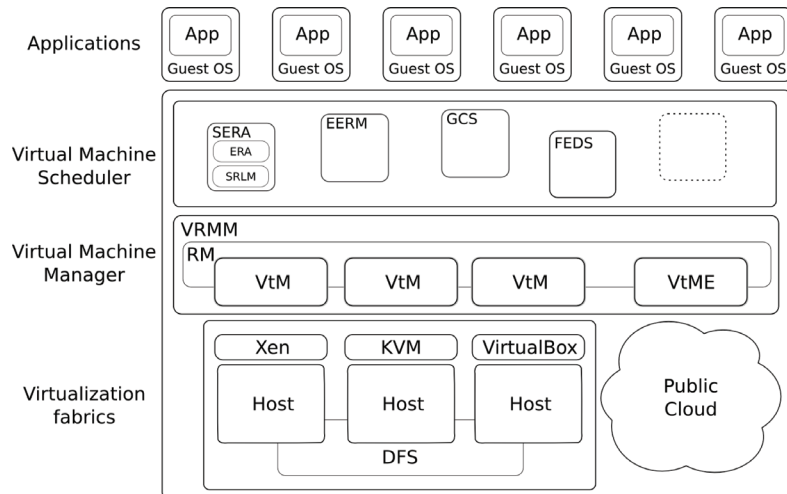 Applications
App
App
App
App
App
App
Guest OS
Guest OS
Guest OS
Guest OS
Guest OS
Guest OS
Virtual Machine
Scheduler
SERA
ERA
SRLM
EERM
GCS
FEDS
Virtual Machine
Manager
VRMM
RM
VtM
VtM
VtM
VtME
Virtualization
fabrics
Xen
KVM
VirtualBox
Host
Host
Host
DFS
Public
Cloud